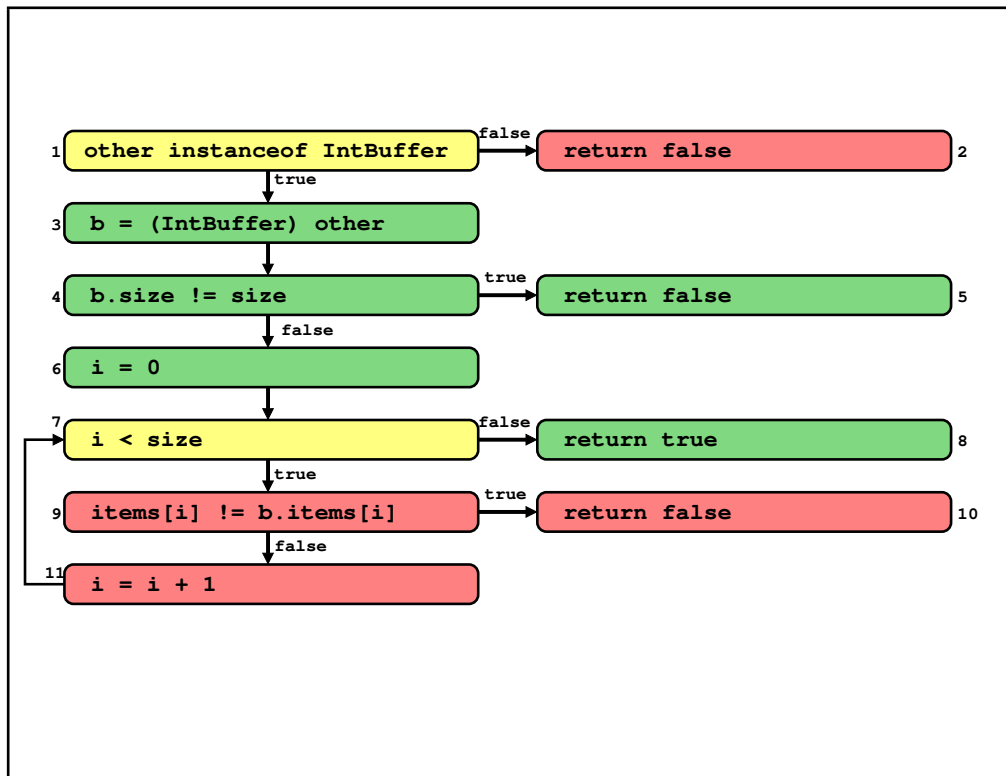 false
1 other instanceof IntBuffer return false 2
true
3 b = (IntBuffer) other
true
4 b.size != size return false 5
false
6 i = 0
7 false
i < size return true 8
true true
9 items[i] != b.items[i] return false 10
false
11
i = i + 1